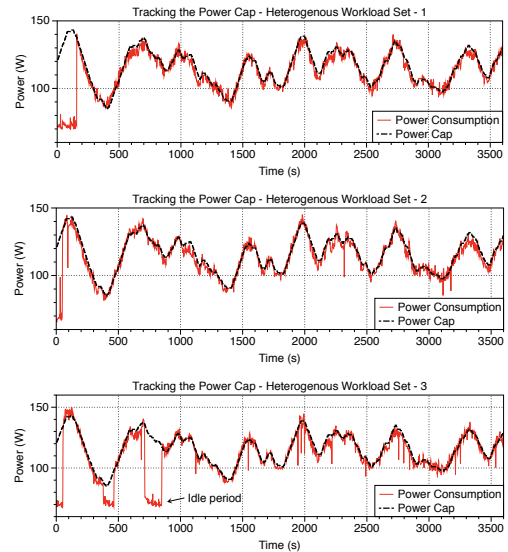 Tracking the Power Cap - Heterogenous Workload Set - 1
150
100
Power (W)
Power Consumption
Power Cap
0 500 1000 1500 2000 2500 3000 3500
Time (s)
Tracking the Power Cap - Heterogenous Workload Set - 2
150
100
Power (W)
Power Consumption
Power Cap
0 500 1000 1500 2000 2500 3000 3500
Time (s)
Tracking the Power Cap - Heterogenous Workload Set - 3
150
100
Power (W)
Idle period
Power Consumption
Power Cap
0 500 1000 1500 2000 2500 3000 3500
Time (s)